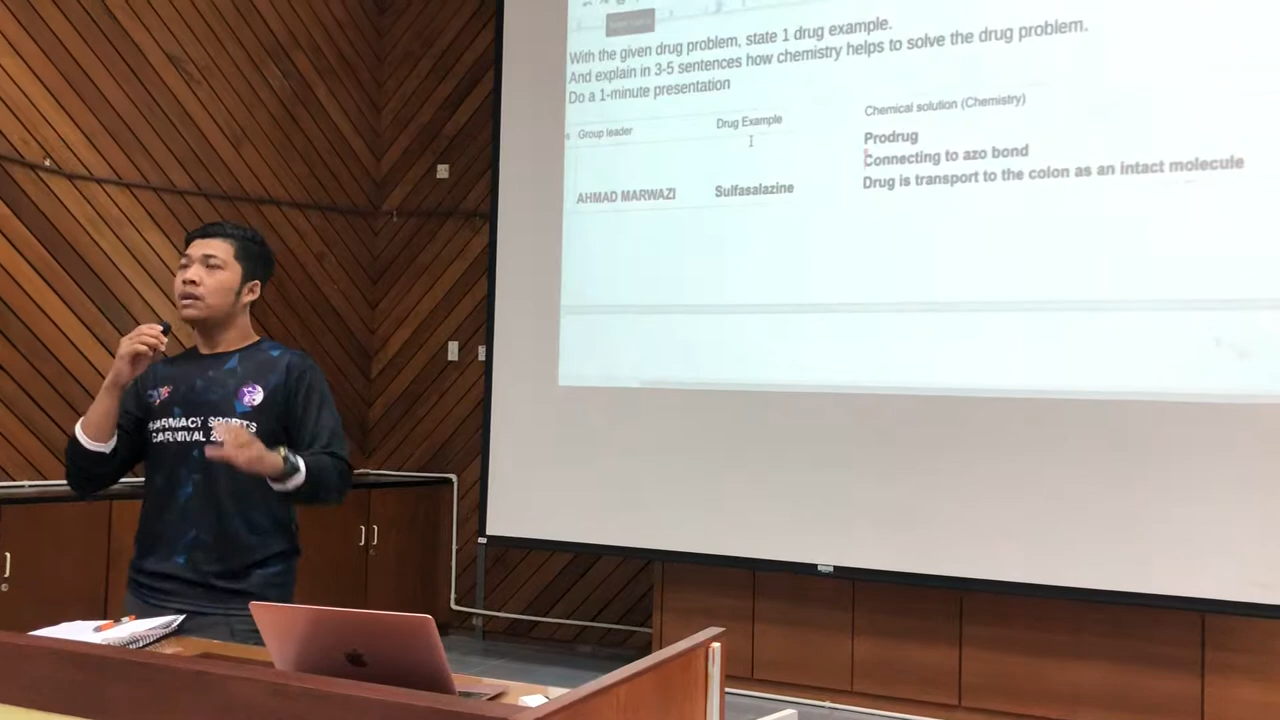 With the given drug problem, state 1 drug example.
And explain in 3-5 sentences how chemistry helps to solve the drug problem.
Do a 1-minute presentation
Group leader
Drug Example
Chemical solution (Chemistry)
Prodrug
Connecting to azo bond
AHMAD MARWAZI
Sulfasalazine
Drug is transport to the colon as an intact molecule
SPORTS
CARNIVAL